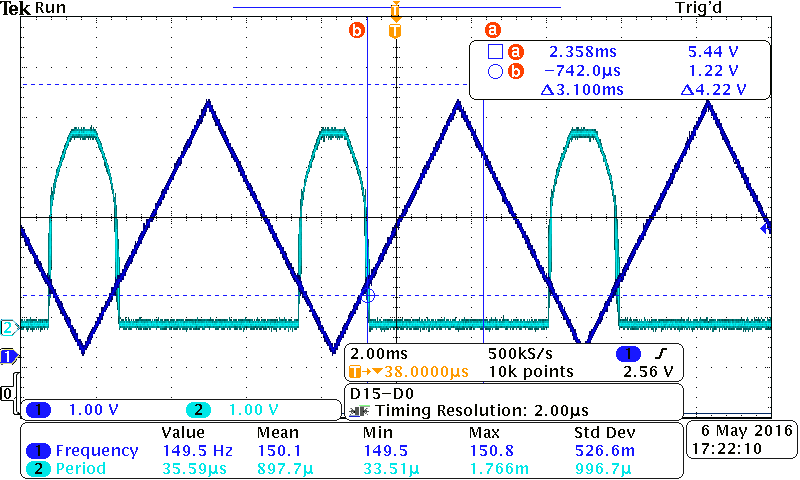 Tek Run Trig'd
T
b T a
a 2.358ms 5.44 V
b −742.0µs 1.22 V
Δ3.100ms Δ4.22 V
2
1
0
2.00ms 500kS/s 1
T→▼38.0000µs 10k points 2.56 V
D15-D0
Timing Resolution: 2.00µs
1 1.00 V 2 1.00 V
Value Mean Min Max Std Dev
1 Frequency 149.5 Hz 150.1 149.5 150.8 526.6m
2 Period 35.59µs 897.7µ 33.51µ 1.766m 996.7µ
6 May 2016
17:22:10